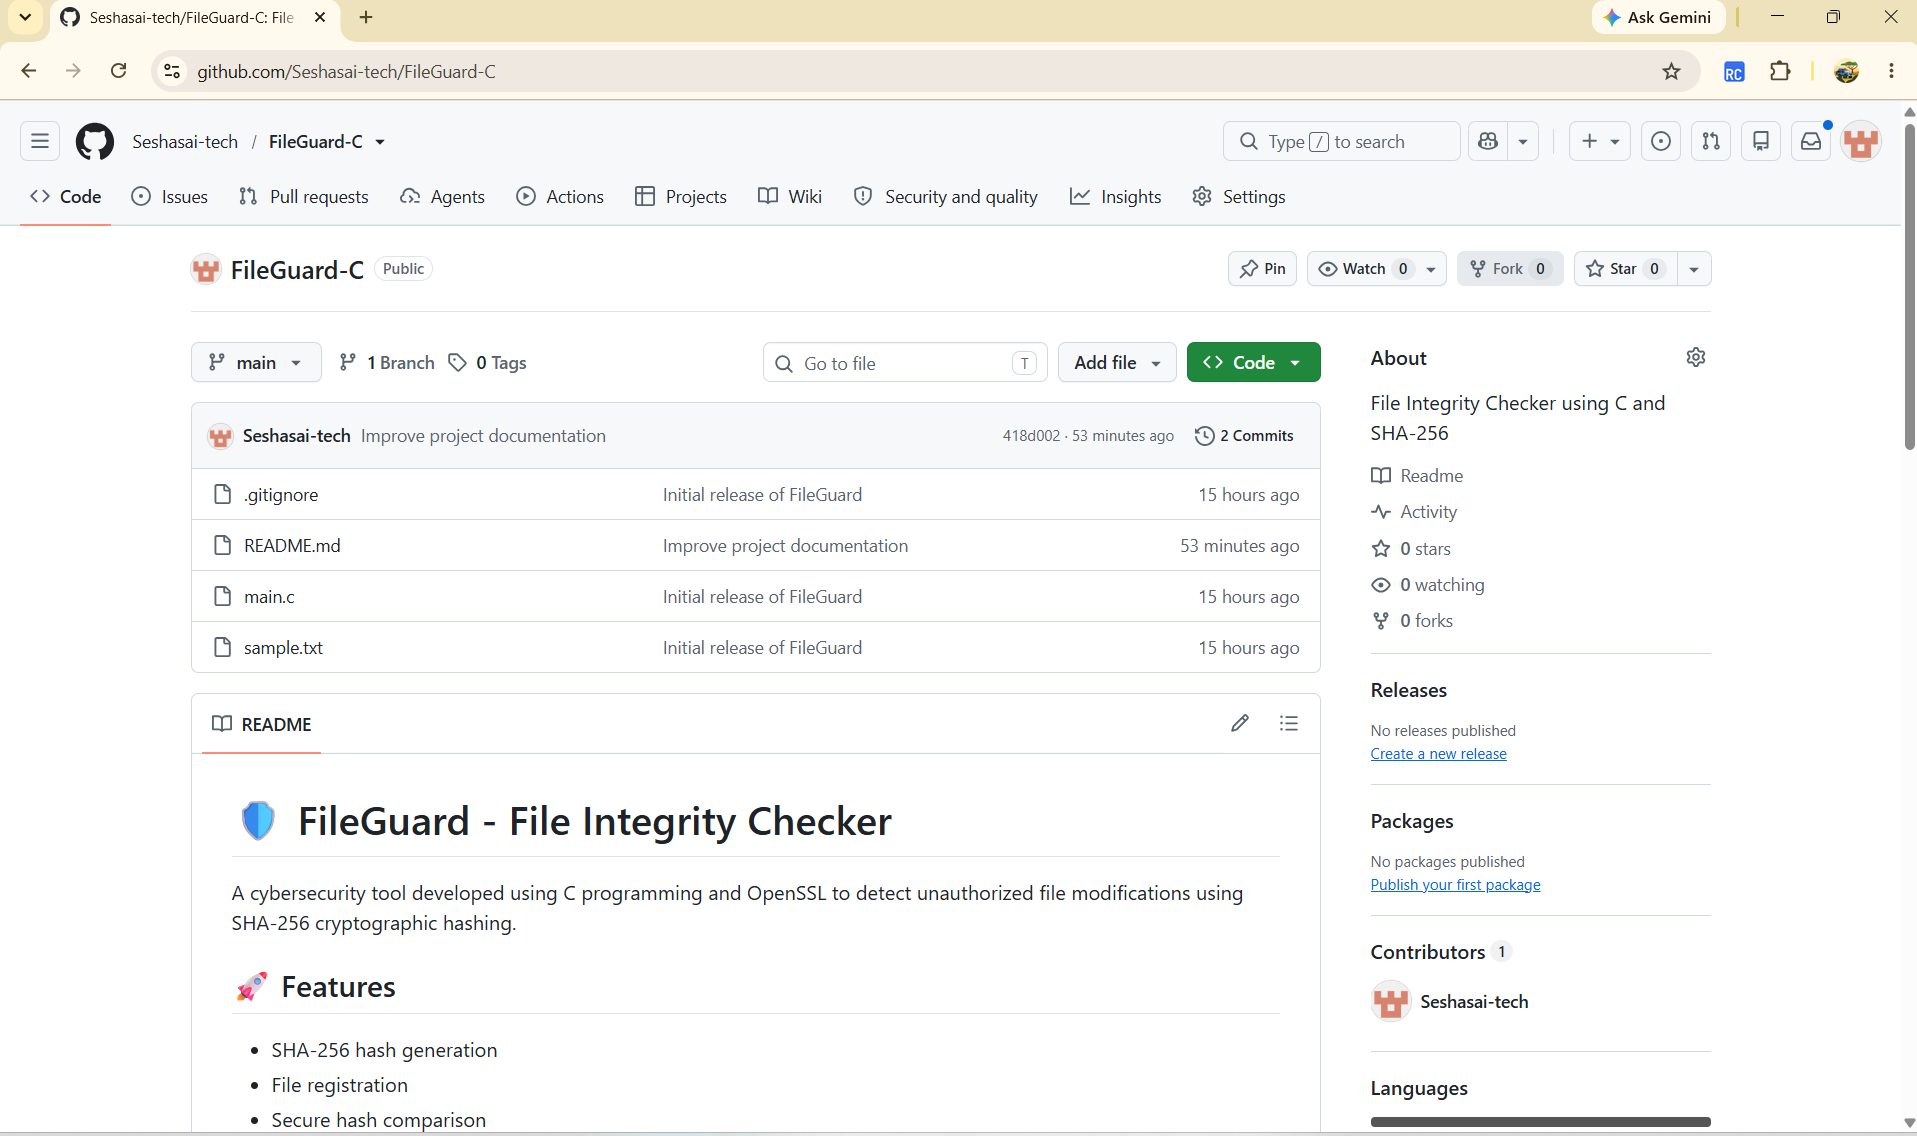 Seshasai-tech/FileGuard-C: File
Ask Gemini
github.com/Seshasai-tech/FileGuard-C
RC
Seshasai-tech / FileGuard-C
Type / to search
Code
Issues
Pull requests
Agents
Actions
Projects
Wiki
Security and quality
Insights
Settings
FileGuard-C Public
Pin
Watch 0
Fork 0
Star 0
main
1 Branch
0 Tags
Go to file T
Add file
Code
Seshasai-tech Improve project documentation 418d002 · 53 minutes ago 2 Commits
.gitignore Initial release of FileGuard 15 hours ago
README.md Improve project documentation 53 minutes ago
main.c Initial release of FileGuard 15 hours ago
sample.txt Initial release of FileGuard 15 hours ago
README
FileGuard - File Integrity Checker
A cybersecurity tool developed using C programming and OpenSSL to detect unauthorized file modifications using
SHA-256 cryptographic hashing.
Features
• SHA-256 hash generation
• File registration
• Secure hash comparison
About
File Integrity Checker using C and
SHA-256
Readme
Activity
0 stars
0 watching
0 forks
Releases
No releases published
Create a new release
Packages
No packages published
Publish your first package
Contributors 1
Seshasai-tech
Languages